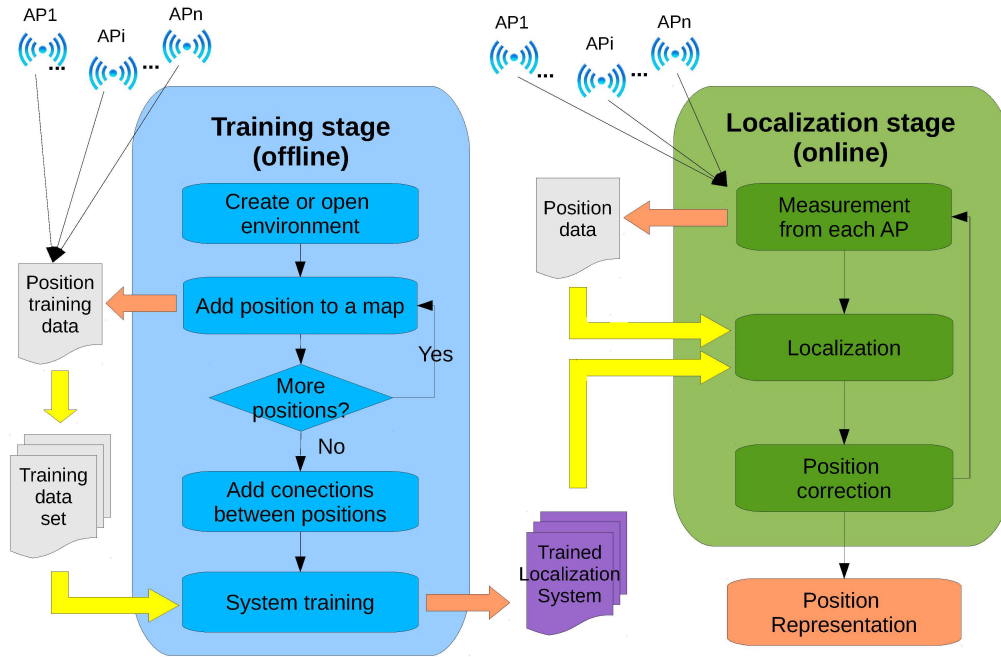 AP1
APi
APn
...
...
Training stage
(offline)
Create or open
environment
Add position to a map
Yes
More
positions?
No
Add conections
between positions
System training
Position
training
data
Training
data
set
AP1
APi
APn
...
...
Localization stage
(online)
Measurement
from each AP
Position
data
Localization
Position
correction
Trained
Localization
System
Position
Representation